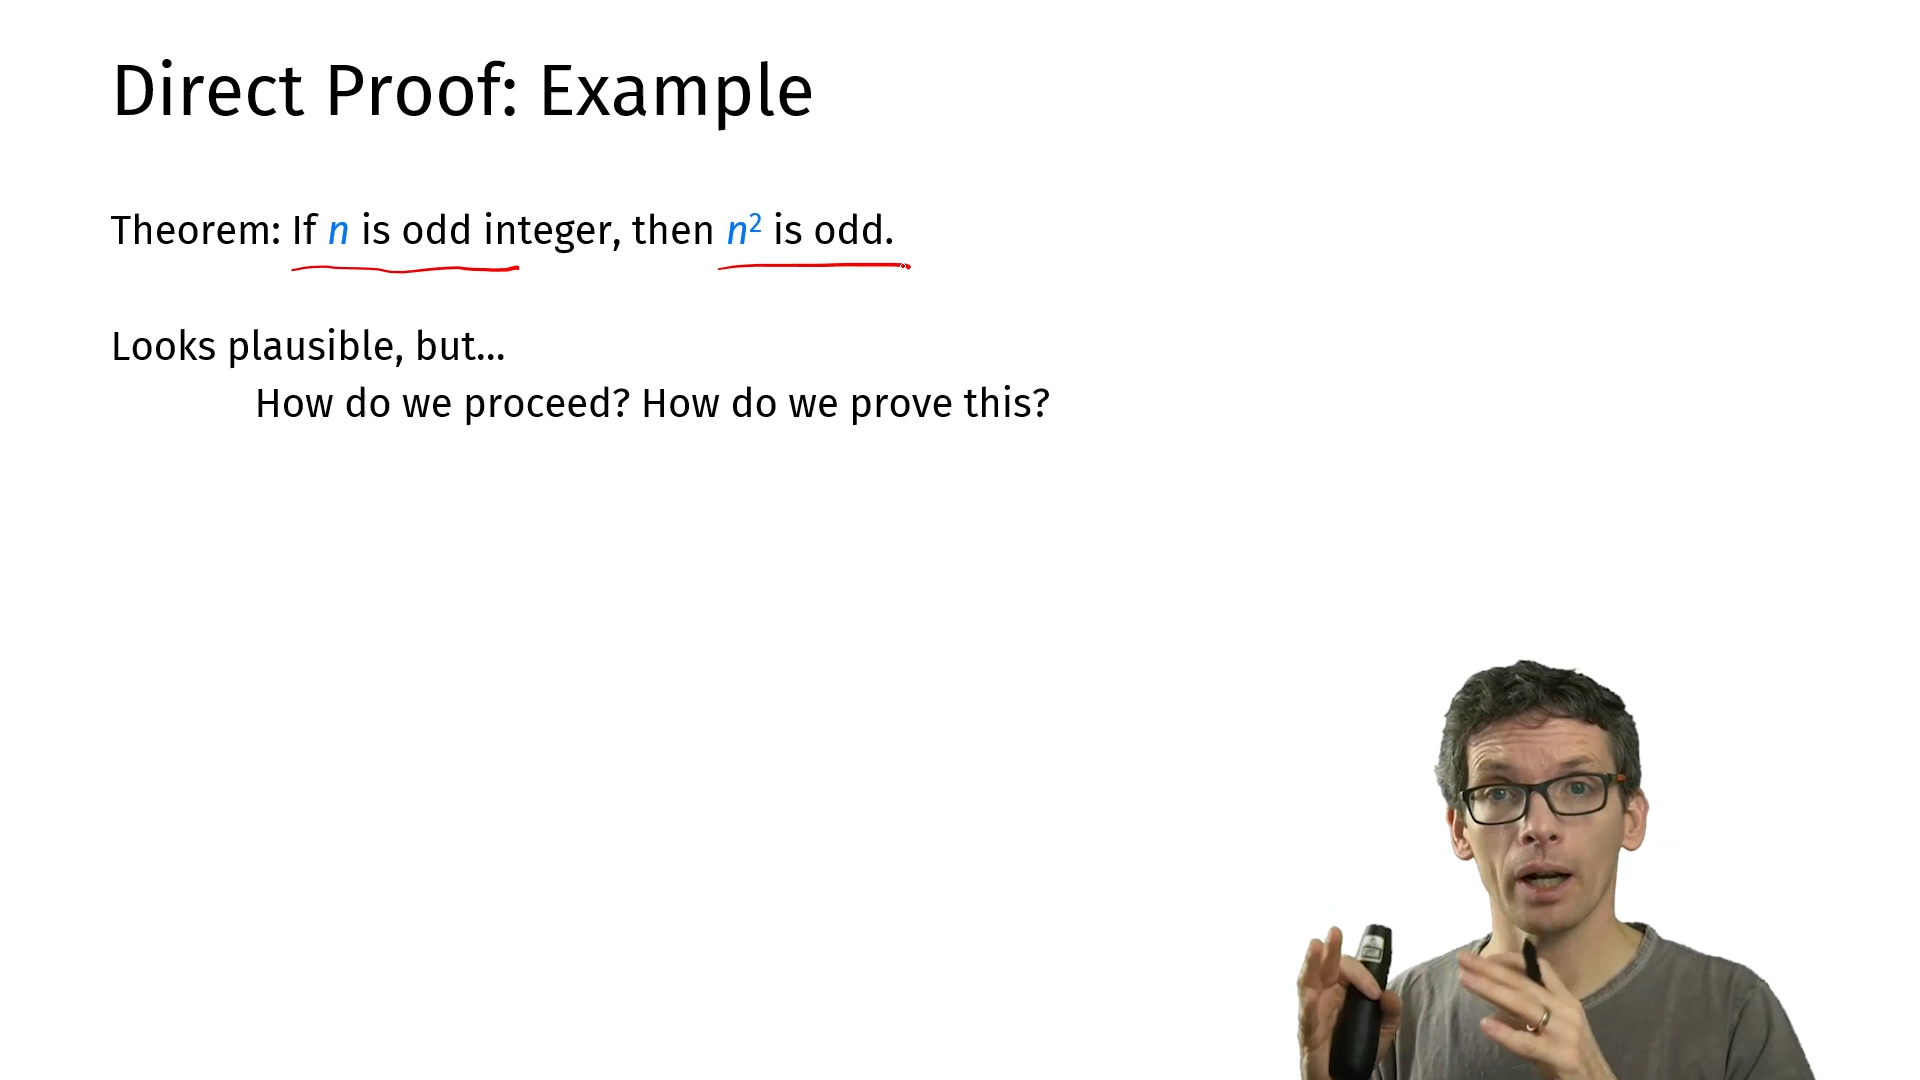 Direct Proof: Example
Theorem: If n is odd integer, then n² is odd.
Looks plausible, but...
How do we proceed? How do we prove this?